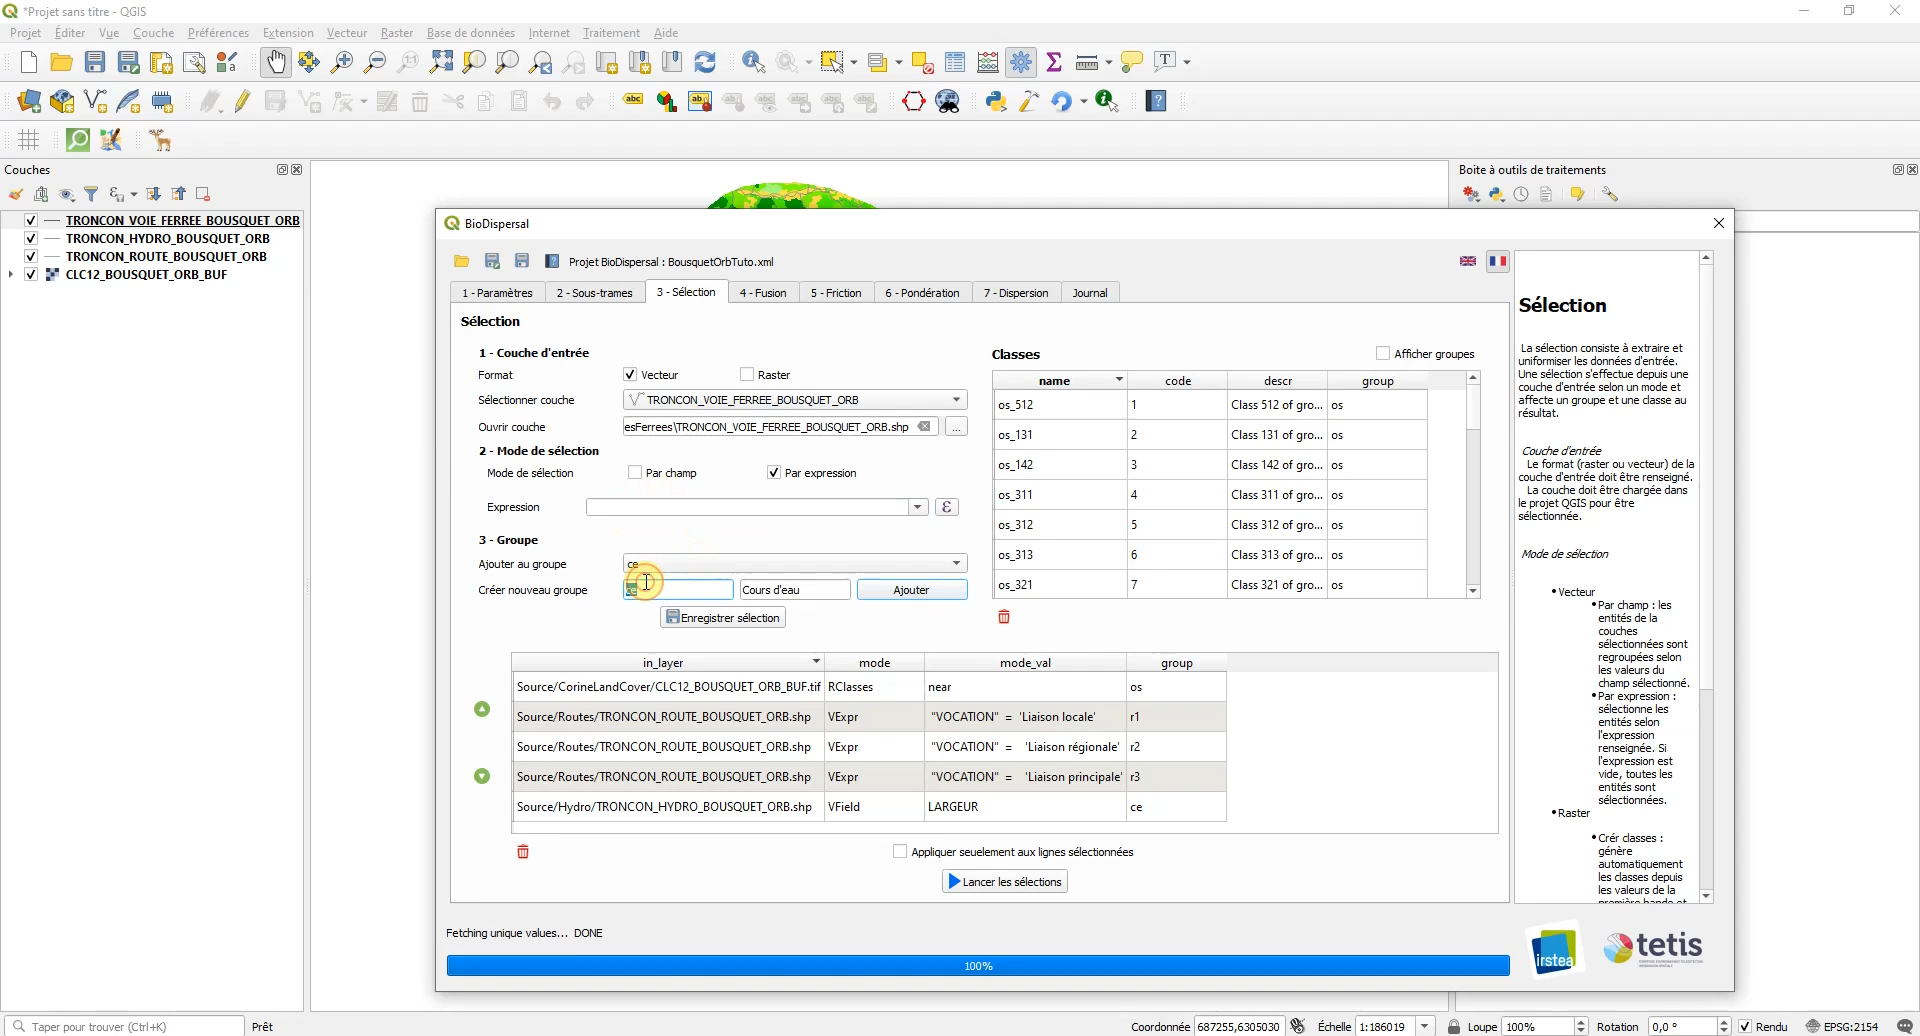 *Projet sans titre - QGIS
Projet Éditer Vue Couche Préférences Extension Vecteur Raster Base de données Internet Traitement Aide
Couches
TRONCON_VOIE_FERREE_BOUSQUET_ORB
TRONCON_HYDRO_BOUSQUET_ORB
TRONCON_ROUTE_BOUSQUET_ORB
CLC12_BOUSQUET_ORB_BUF
Boite à outils de traitements
BioDispersal
Projet BioDispersal : BousquetOrbTuto.xml
1 - Paramètres 2 - Sous-trames 3 - Sélection 4 - Fusion 5 - Friction 6 - Pondération 7 - Dispersion Journal
Sélection
1 - Couche d'entrée
Format Vecteur Raster
Sélectionner couche TRONCON_VOIE_FERREE_BOUSQUET_ORB
Ouvrir couche esFerrees\TRONCON_VOIE_FERREE_BOUSQUET_ORB.shp ...
2 - Mode de sélection
Mode de sélection Par champ Par expression
Expression ε
3 - Groupe
Ajouter au groupe ce
Créer nouveau groupe ce Cours d'eau Ajouter
Enregistrer sélection
Classes Afficher groupes
name code descr group
os_512 1 Class 512 of gro... os
os_131 2 Class 131 of gro... os
os_142 3 Class 142 of gro... os
os_311 4 Class 311 of gro... os
os_312 5 Class 312 of gro... os
os_313 6 Class 313 of gro... os
os_321 7 Class 321 of gro... os
in_layer mode mode_val group
Source/CorineLandCover/CLC12_BOUSQUET_ORB_BUF.tif RClasses near os
Source/Routes/TRONCON_ROUTE_BOUSQUET_ORB.shp VExpr "VOCATION" = 'Liaison locale' r1
Source/Routes/TRONCON_ROUTE_BOUSQUET_ORB.shp VExpr "VOCATION" = 'Liaison régionale' r2
Source/Routes/TRONCON_ROUTE_BOUSQUET_ORB.shp VExpr "VOCATION" = 'Liaison principale' r3
Source/Hydro/TRONCON_HYDRO_BOUSQUET_ORB.shp VField LARGEUR ce
Appliquer seuelement aux lignes sélectionnées
Lancer les sélections
Fetching unique values... DONE
100%
Sélection
La sélection consiste à extraire et
uniformiser les données d'entrée.
Une sélection s'effectue depuis une
couche d'entrée selon un mode et
affecte un groupe et une classe au
résultat.
Couche d'entrée
Le format (raster ou vecteur) de la
couche d'entrée doit être renseigné.
La couche doit être chargée dans
le projet QGIS pour être
sélectionnée.
Mode de sélection
• Vecteur
• Par champ : les
entités de la
couches
sélectionnées sont
regroupées selon
les valeurs du
champ sélectionné.
• Par expression :
sélectionne les
entités selon
l'expression
renseignée. Si
l'expression est
vide, toutes les
entités sont
sélectionnées.
• Raster
• Crér classes :
génère
automatiquement
les classes depuis
les valeurs de la
première bande et
irstea
tetis
Taper pour trouver (Ctrl+K) Prêt Coordonnée 687255,6305030 Échelle 1:186019 Loupe 100% Rotation 0,0 ° Rendu EPSG:2154